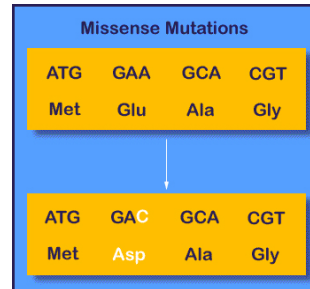 Missense Mutations
ATG GAA GCA CGT
Met Glu Ala Gly
ATG GAC GCA CGT
Met Asp Ala Gly